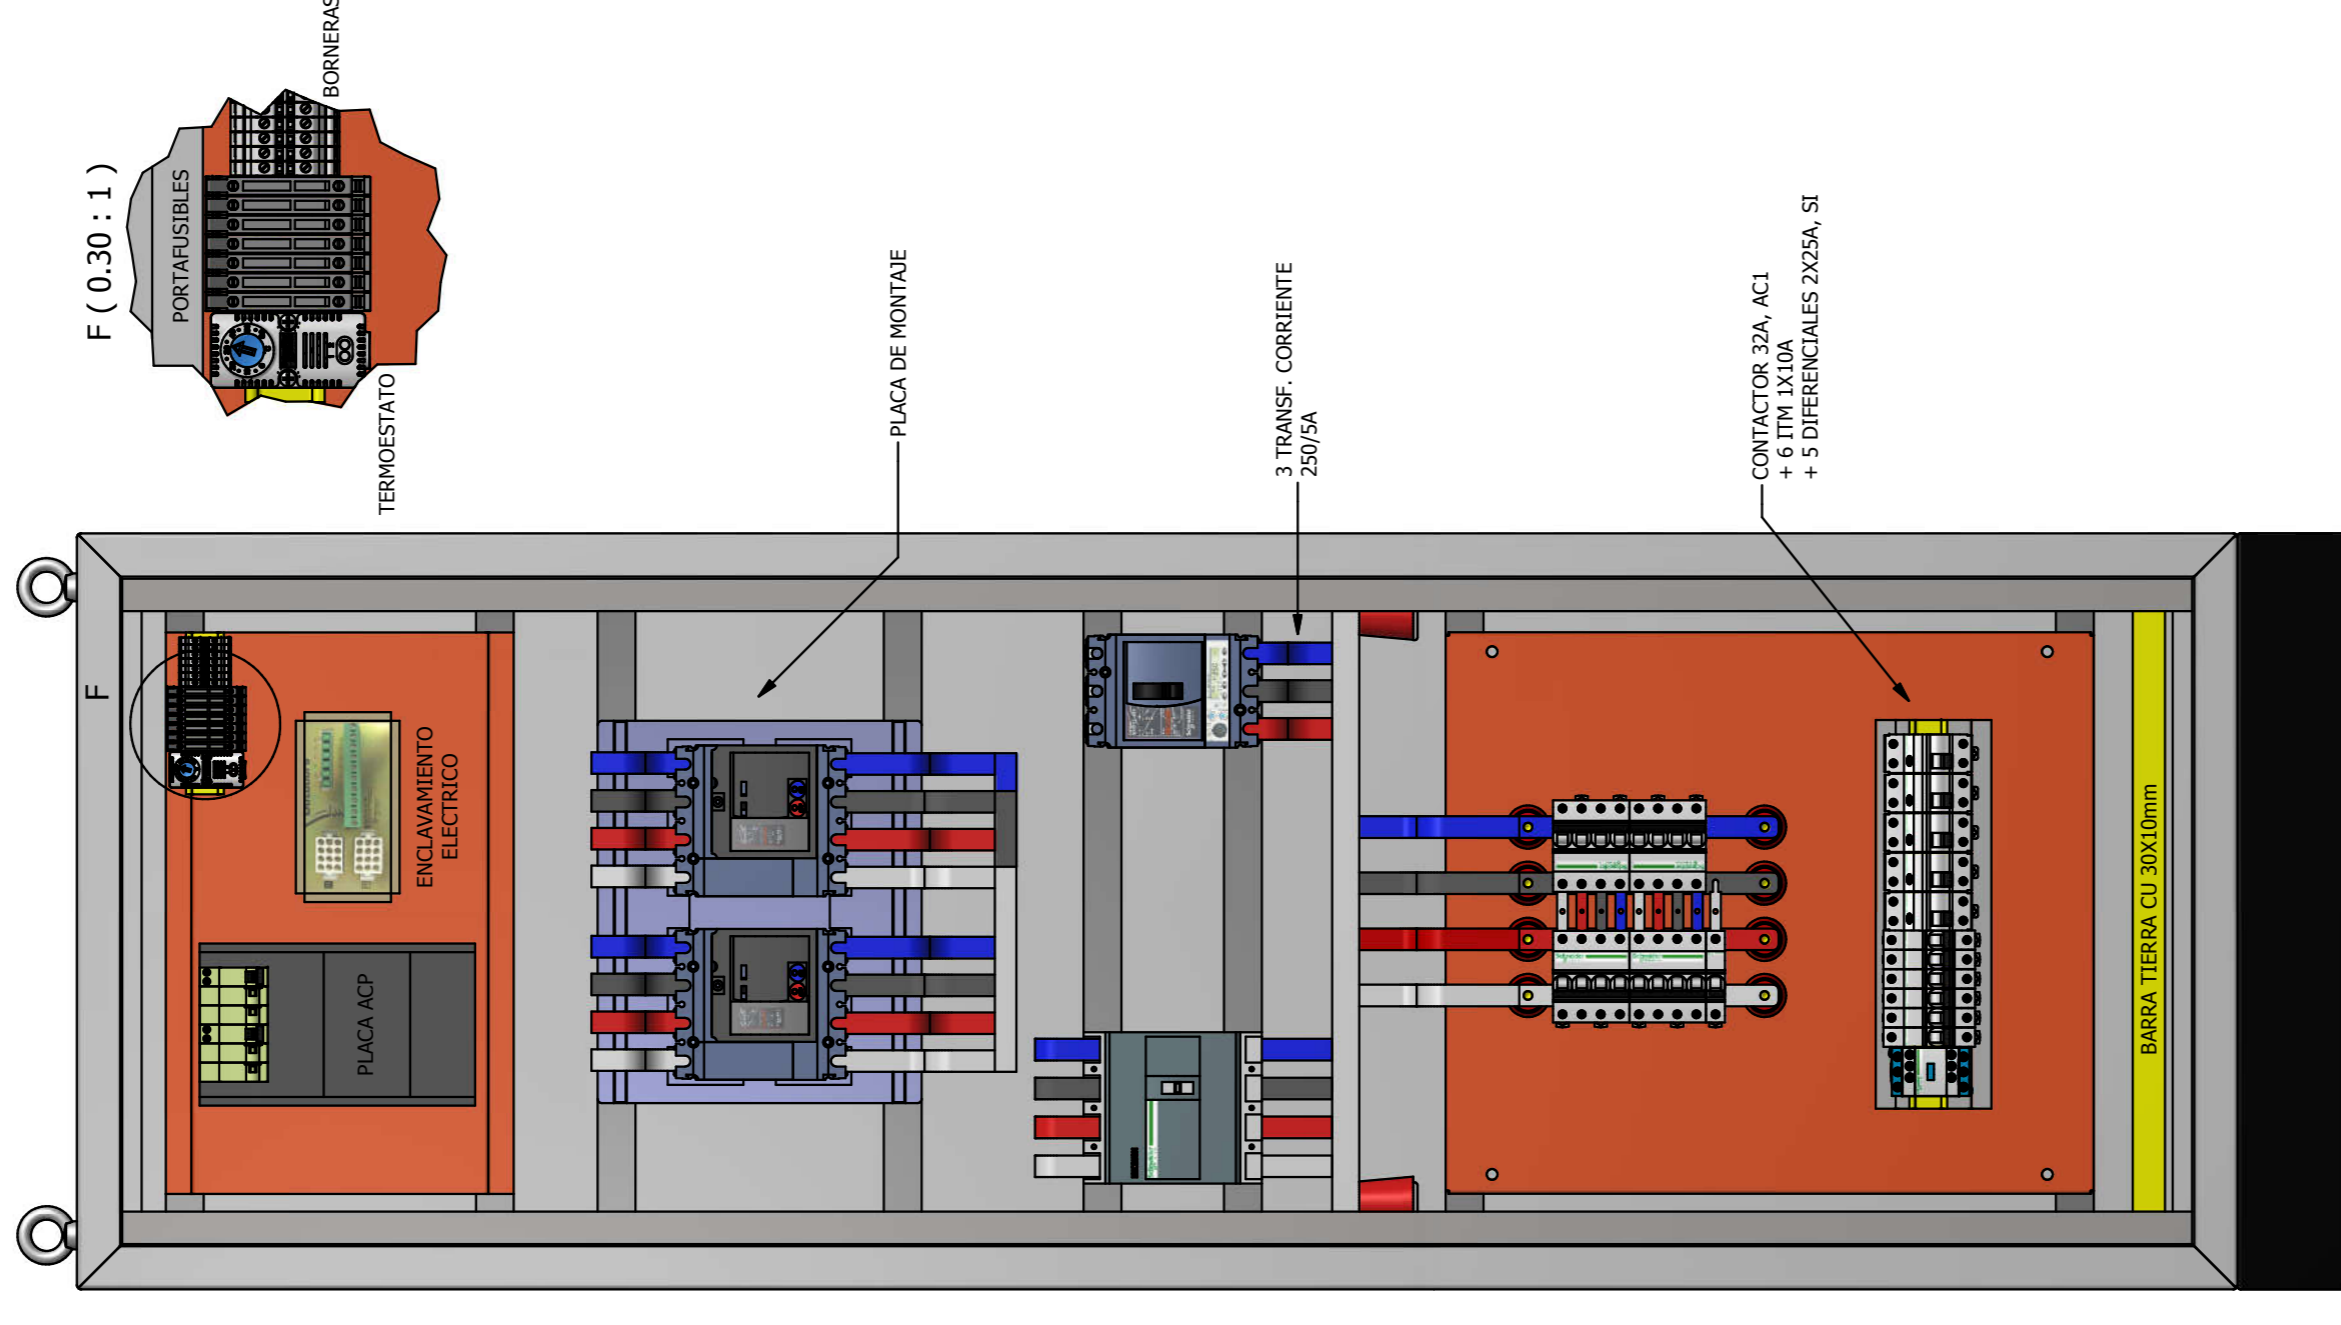 F ( 0.30 : 1 )
PORTAFUSIBLES
BORNERAS
TERMOESTATO
F
ENCLAVAMIENTO
ELECTRICO
PLACA ACP
PLACA DE MONTAJE
3 TRANSF. CORRIENTE
250/5A
CONTACTOR 32A, AC1
+ 6 ITM 1X10A
+ 5 DIFERENCIALES 2X25A, SI
BARRA TIERRA CU 30X10mm